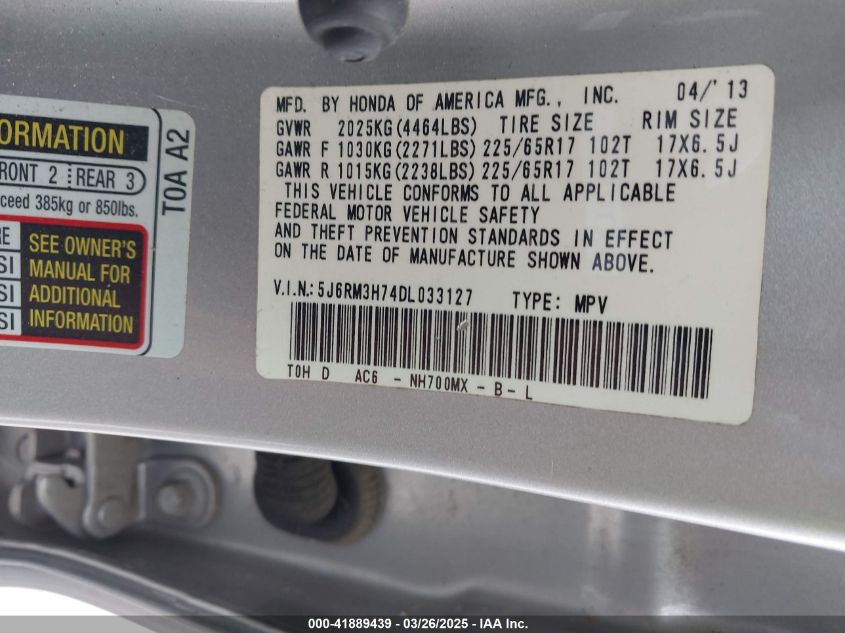 ORMATION
FRONT 2 REAR 3
ceed 385kg or 850lbs.
SEE OWNER'S
MANUAL FOR
ADDITIONAL
INFORMATION
T0A A2
MFD. BY HONDA OF AMERICA MFG., INC. 04/'13
GVWR 2025KG(4464LBS) TIRE SIZE RIM SIZE
GAWR F 1030KG(2271LBS) 225/65R17 102T 17X6.5J
GAWR R 1015KG(2238LBS) 225/65R17 102T 17X6.5J
THIS VEHICLE CONFORMS TO ALL APPLICABLE
FEDERAL MOTOR VEHICLE SAFETY
AND THEFT PREVENTION STANDARDS IN EFFECT
ON THE DATE OF MANUFACTURE SHOWN ABOVE.
V.I.N.:5J6RM3H74DL033127 TYPE: MPV
T0H D AC6 - NH700MX - B - L
000-41889439 - 03/26/2025 - IAA Inc.